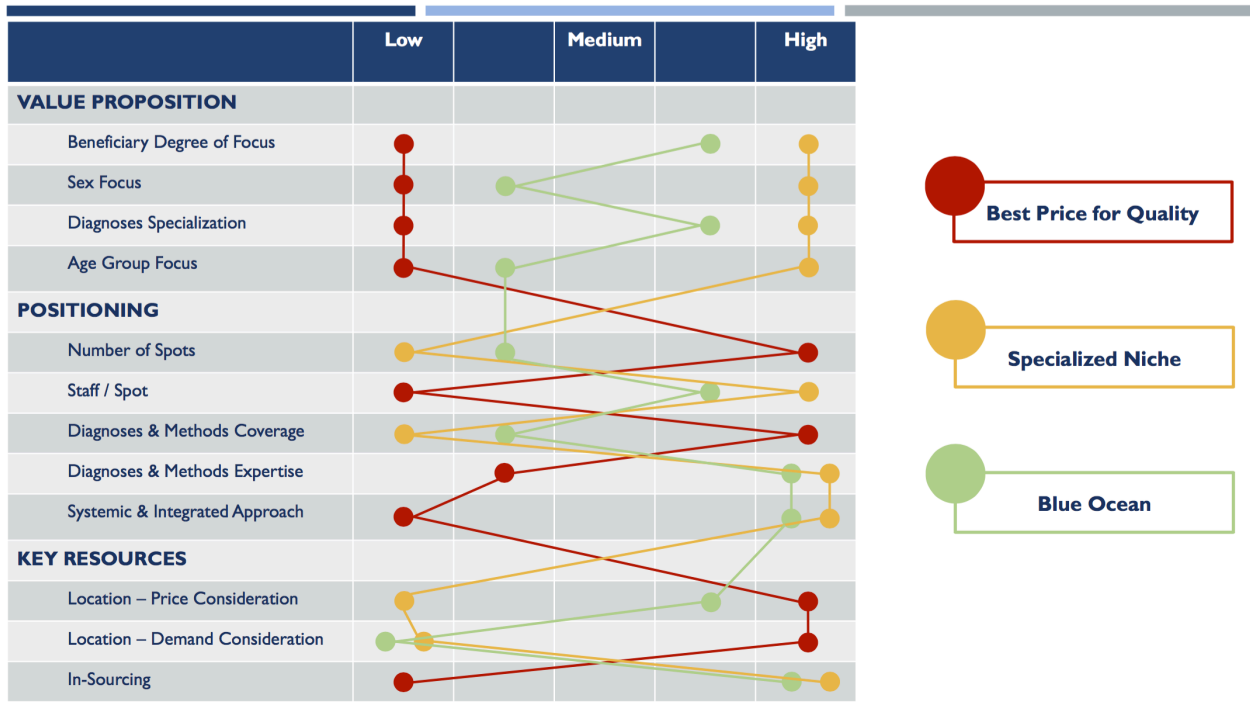 Low Medium High
VALUE PROPOSITION
Beneficiary Degree of Focus
Sex Focus
Diagnoses Specialization
Age Group Focus
POSITIONING
Number of Spots
Staff / Spot
Diagnoses & Methods Coverage
Diagnoses & Methods Expertise
Systemic & Integrated Approach
KEY RESOURCES
Location – Price Consideration
Location – Demand Consideration
In-Sourcing
Best Price for Quality
Specialized Niche
Blue Ocean